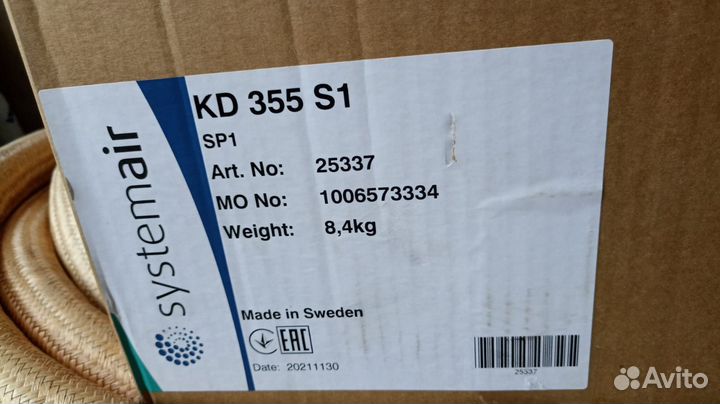 systemair
KD 355 S1
SP1
Art. No: 25337
MO No: 1006573334
Weight: 8,4kg
Made in Sweden
EAC
Date: 20211130
25337
Avito